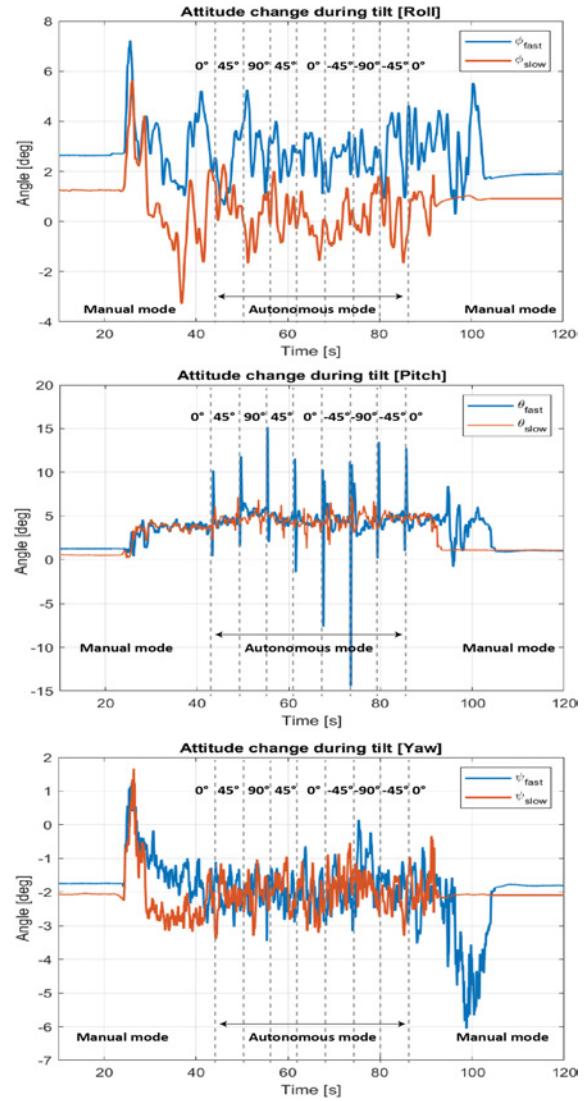 Attitude change during tilt [Roll]
8
6
4
2
0
-2
-4
Angle [deg]
ϕfast
ϕslow
0° 45° 90° 45° 0° -45° -90° -45° 0°
Manual mode Autonomous mode Manual mode
20 40 60 80 100 120
Time [s]
Attitude change during tilt [Pitch]
20
15
10
5
0
-5
-10
-15
Angle [deg]
θfast
θslow
0° 45° 90° 45° 0° -45° -90° -45° 0°
Manual mode Autonomous mode Manual mode
20 40 60 80 100 120
Time [s]
Attitude change during tilt [Yaw]
2
1
0
-1
-2
-3
-4
-5
-6
-7
Angle [deg]
ψfast
ψslow
0° 45° 90° 45° 0° -45° -90° -45° 0°
Manual mode Autonomous mode Manual mode
20 40 60 80 100 120
Time [s]